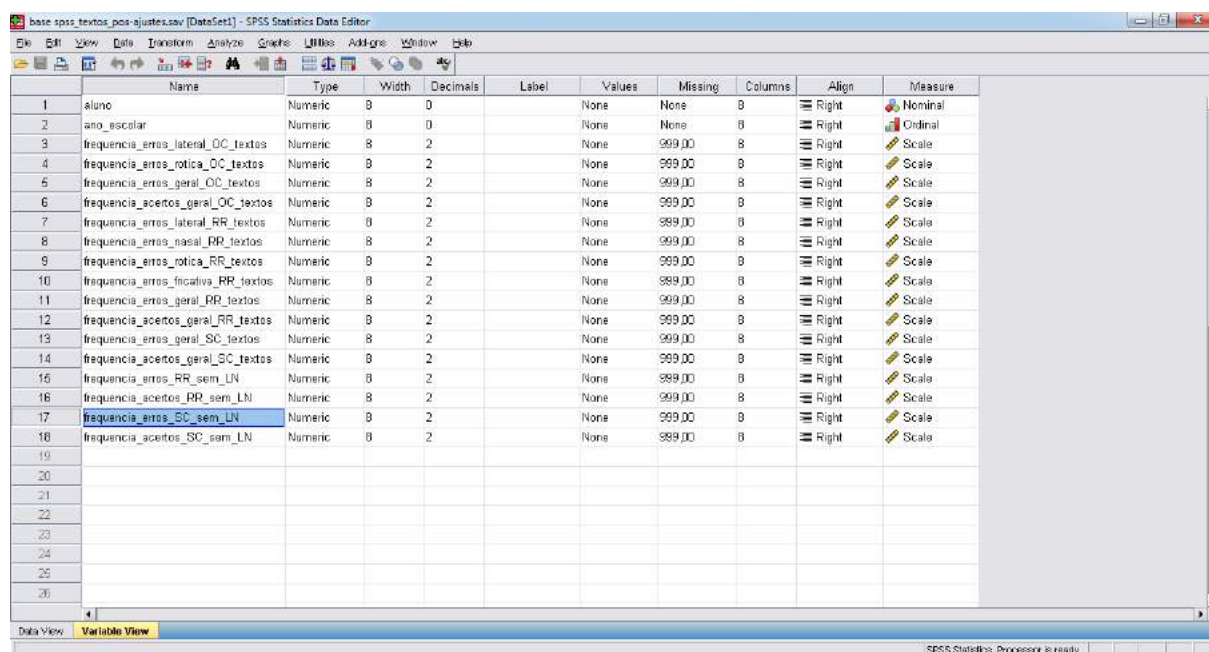 base spss_textos_pos-ajustes.sav [DataSet1] - SPSS Statistics Data Editor
File Edit View Data Transform Analyze Graphs Utilities Add-ons Window Help
Name Type Width Decimals Label Values Missing Columns Align Measure
1 aluno Numeric 8 0 None None 8 Right Nominal
2 ano_escolar Numeric 8 0 None None 8 Right Ordinal
3 frequencia_erros_lateral_OC_textos Numeric 8 2 None 999,00 8 Right Scale
4 frequencia_erros_rotica_OC_textos Numeric 8 2 None 999,00 8 Right Scale
5 frequencia_erros_geral_OC_textos Numeric 8 2 None 999,00 8 Right Scale
6 frequencia_acertos_geral_OC_textos Numeric 8 2 None 999,00 8 Right Scale
7 frequencia_erros_lateral_RR_textos Numeric 8 2 None 999,00 8 Right Scale
8 frequencia_erros_nasal_RR_textos Numeric 8 2 None 999,00 8 Right Scale
9 frequencia_erros_rotica_RR_textos Numeric 8 2 None 999,00 8 Right Scale
10 frequencia_erros_fricativa_RR_textos Numeric 8 2 None 999,00 8 Right Scale
11 frequencia_erros_geral_RR_textos Numeric 8 2 None 999,00 8 Right Scale
12 frequencia_acertos_geral_RR_textos Numeric 8 2 None 999,00 8 Right Scale
13 frequencia_erros_geral_SC_textos Numeric 8 2 None 999,00 8 Right Scale
14 frequencia_acertos_geral_SC_textos Numeric 8 2 None 999,00 8 Right Scale
15 frequencia_erros_RR_sem_LN Numeric 8 2 None 999,00 8 Right Scale
16 frequencia_acertos_RR_sem_LN Numeric 8 2 None 999,00 8 Right Scale
17 frequencia_erros_SC_sem_LN Numeric 8 2 None 999,00 8 Right Scale
18 frequencia_acertos_SC_sem_LN Numeric 8 2 None 999,00 8 Right Scale
19
20
21
22
23
24
25
26
Data View Variable View
SPSS Statistics Processor is ready